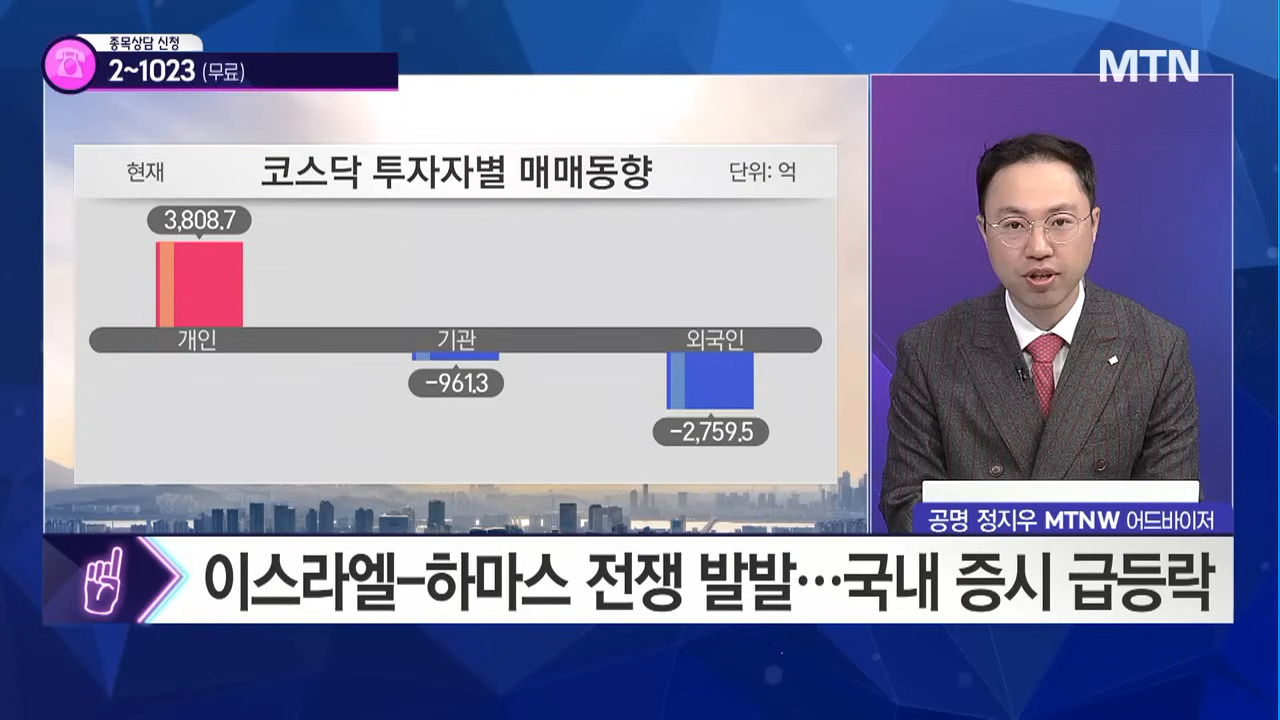 종목상담 신청
2~1023 (무료)
MTN
현재
코스닥 투자자별 매매동향
단위: 억
3,808.7
개인
기관
외국인
-961.3
-2,759.5
공명 정지우 MTNW 어드바이저
이스라엘-하마스 전쟁 발발…국내 증시 급등락